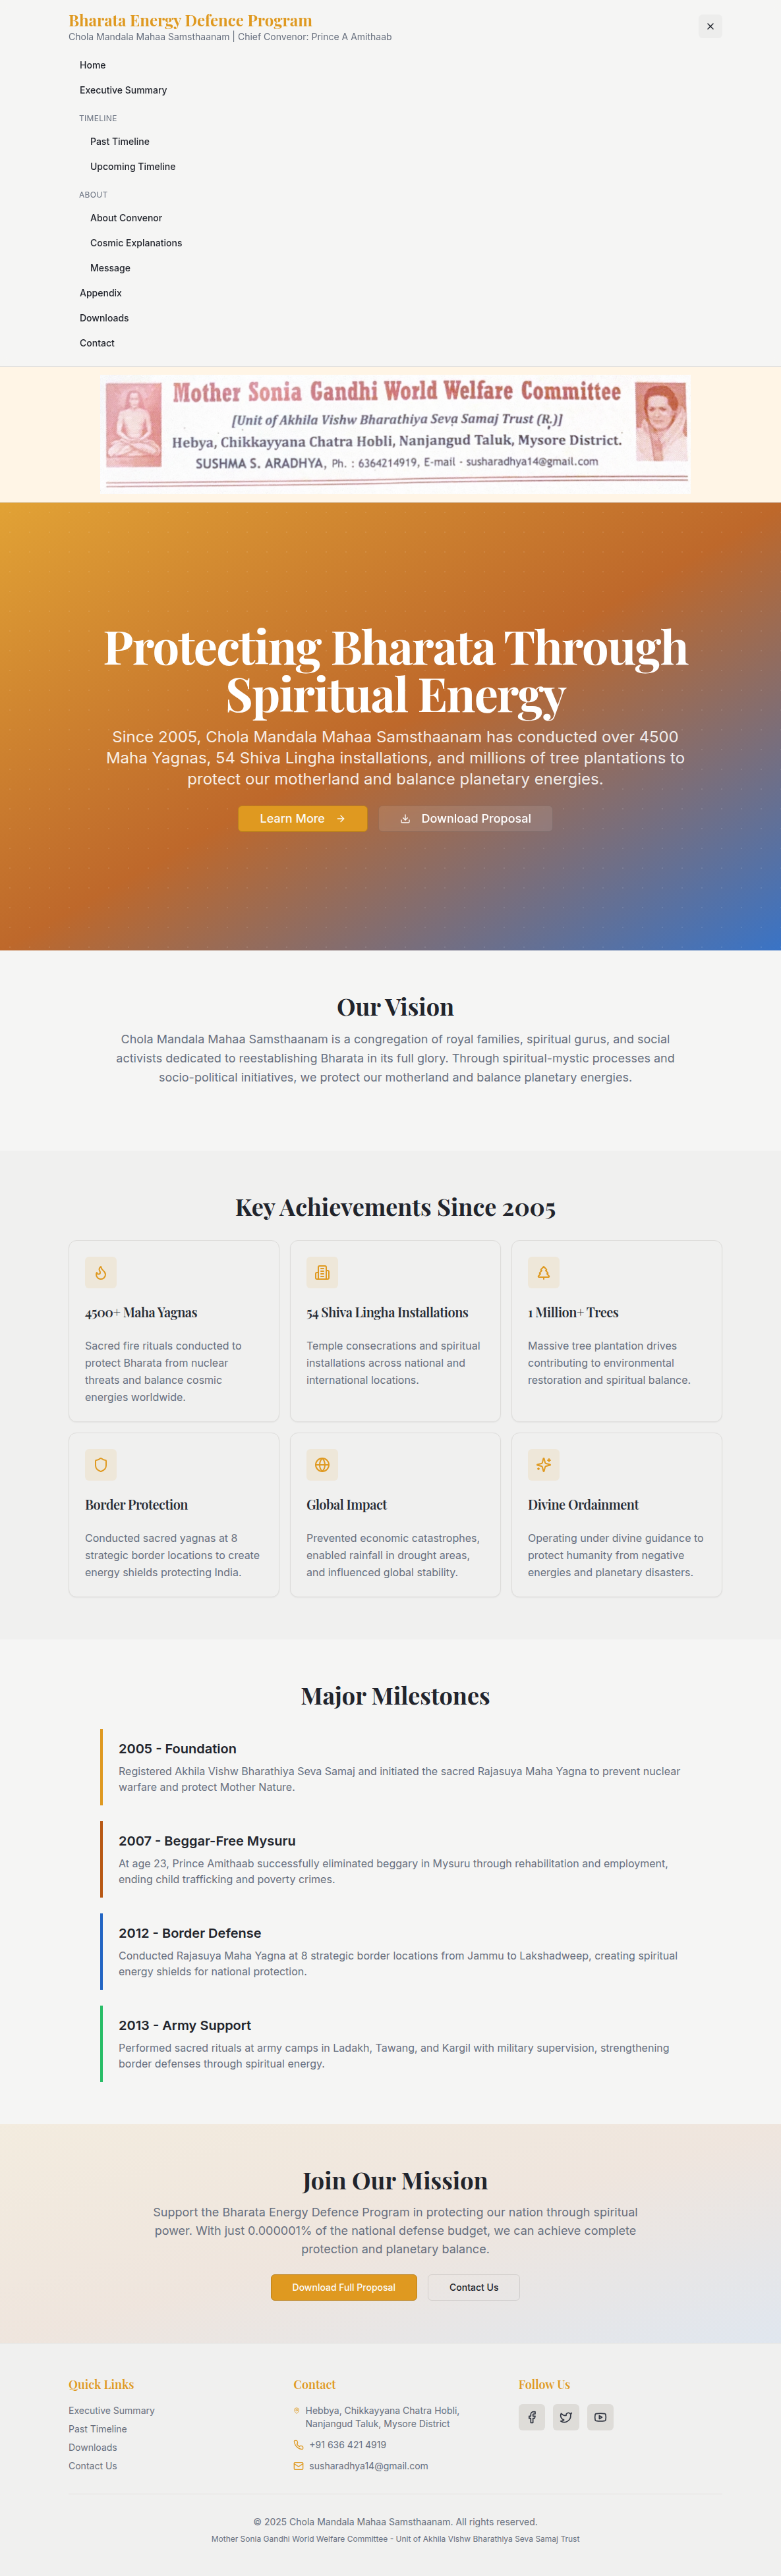 Bharata Energy Defence Program
Chola Mandala Mahaa Samsthaanam | Chief Convenor: Prince A Amithaab
Home
Executive Summary
TIMELINE
Past Timeline
Upcoming Timeline
ABOUT
About Convenor
Cosmic Explanations
Message
Appendix
Downloads
Contact
Mother Sonia Gandhi World Welfare Committee
[Unit of Akhila Vishw Bharathiya Seva Samaj Trust (R.)]
Hebya, Chikkayyana Chatra Hobli, Nanjangud Taluk, Mysore District.
SUSHMA S. ARADHYA, Ph. : 6364214919, E-mail - susharadhya14@gmail.com
Protecting Bharata Through
Spiritual Energy
Since 2005, Chola Mandala Mahaa Samsthaanam has conducted over 4500
Maha Yagnas, 54 Shiva Lingha installations, and millions of tree plantations to
protect our motherland and balance planetary energies.
Learn More
Download Proposal
Our Vision
Chola Mandala Mahaa Samsthaanam is a congregation of royal families, spiritual gurus, and social
activists dedicated to reestablishing Bharata in its full glory. Through spiritual-mystic processes and
socio-political initiatives, we protect our motherland and balance planetary energies.
Key Achievements Since 2005
4500+ Maha Yagnas
Sacred fire rituals conducted to
protect Bharata from nuclear
threats and balance cosmic
energies worldwide.
54 Shiva Lingha Installations
Temple consecrations and spiritual
installations across national and
international locations.
1 Million+ Trees
Massive tree plantation drives
contributing to environmental
restoration and spiritual balance.
Border Protection
Conducted sacred yagnas at 8
strategic border locations to create
energy shields protecting India.
Global Impact
Prevented economic catastrophes,
enabled rainfall in drought areas,
and influenced global stability.
Divine Ordainment
Operating under divine guidance to
protect humanity from negative
energies and planetary disasters.
Major Milestones
2005 - Foundation
Registered Akhila Vishw Bharathiya Seva Samaj and initiated the sacred Rajasuya Maha Yagna to prevent nuclear
warfare and protect Mother Nature.
2007 - Beggar-Free Mysuru
At age 23, Prince Amithaab successfully eliminated beggary in Mysuru through rehabilitation and employment,
ending child trafficking and poverty crimes.
2012 - Border Defense
Conducted Rajasuya Maha Yagna at 8 strategic border locations from Jammu to Lakshadweep, creating spiritual
energy shields for national protection.
2013 - Army Support
Performed sacred rituals at army camps in Ladakh, Tawang, and Kargil with military supervision, strengthening
border defenses through spiritual energy.
Join Our Mission
Support the Bharata Energy Defence Program in protecting our nation through spiritual
power. With just 0.000001% of the national defense budget, we can achieve complete
protection and planetary balance.
Download Full Proposal
Contact Us
Quick Links
Executive Summary
Past Timeline
Downloads
Contact Us
Contact
Hebbya, Chikkayyana Chatra Hobli,
Nanjangud Taluk, Mysore District
+91 636 421 4919
susharadhya14@gmail.com
Follow Us
© 2025 Chola Mandala Mahaa Samsthaanam. All rights reserved.
Mother Sonia Gandhi World Welfare Committee - Unit of Akhila Vishw Bharathiya Seva Samaj Trust